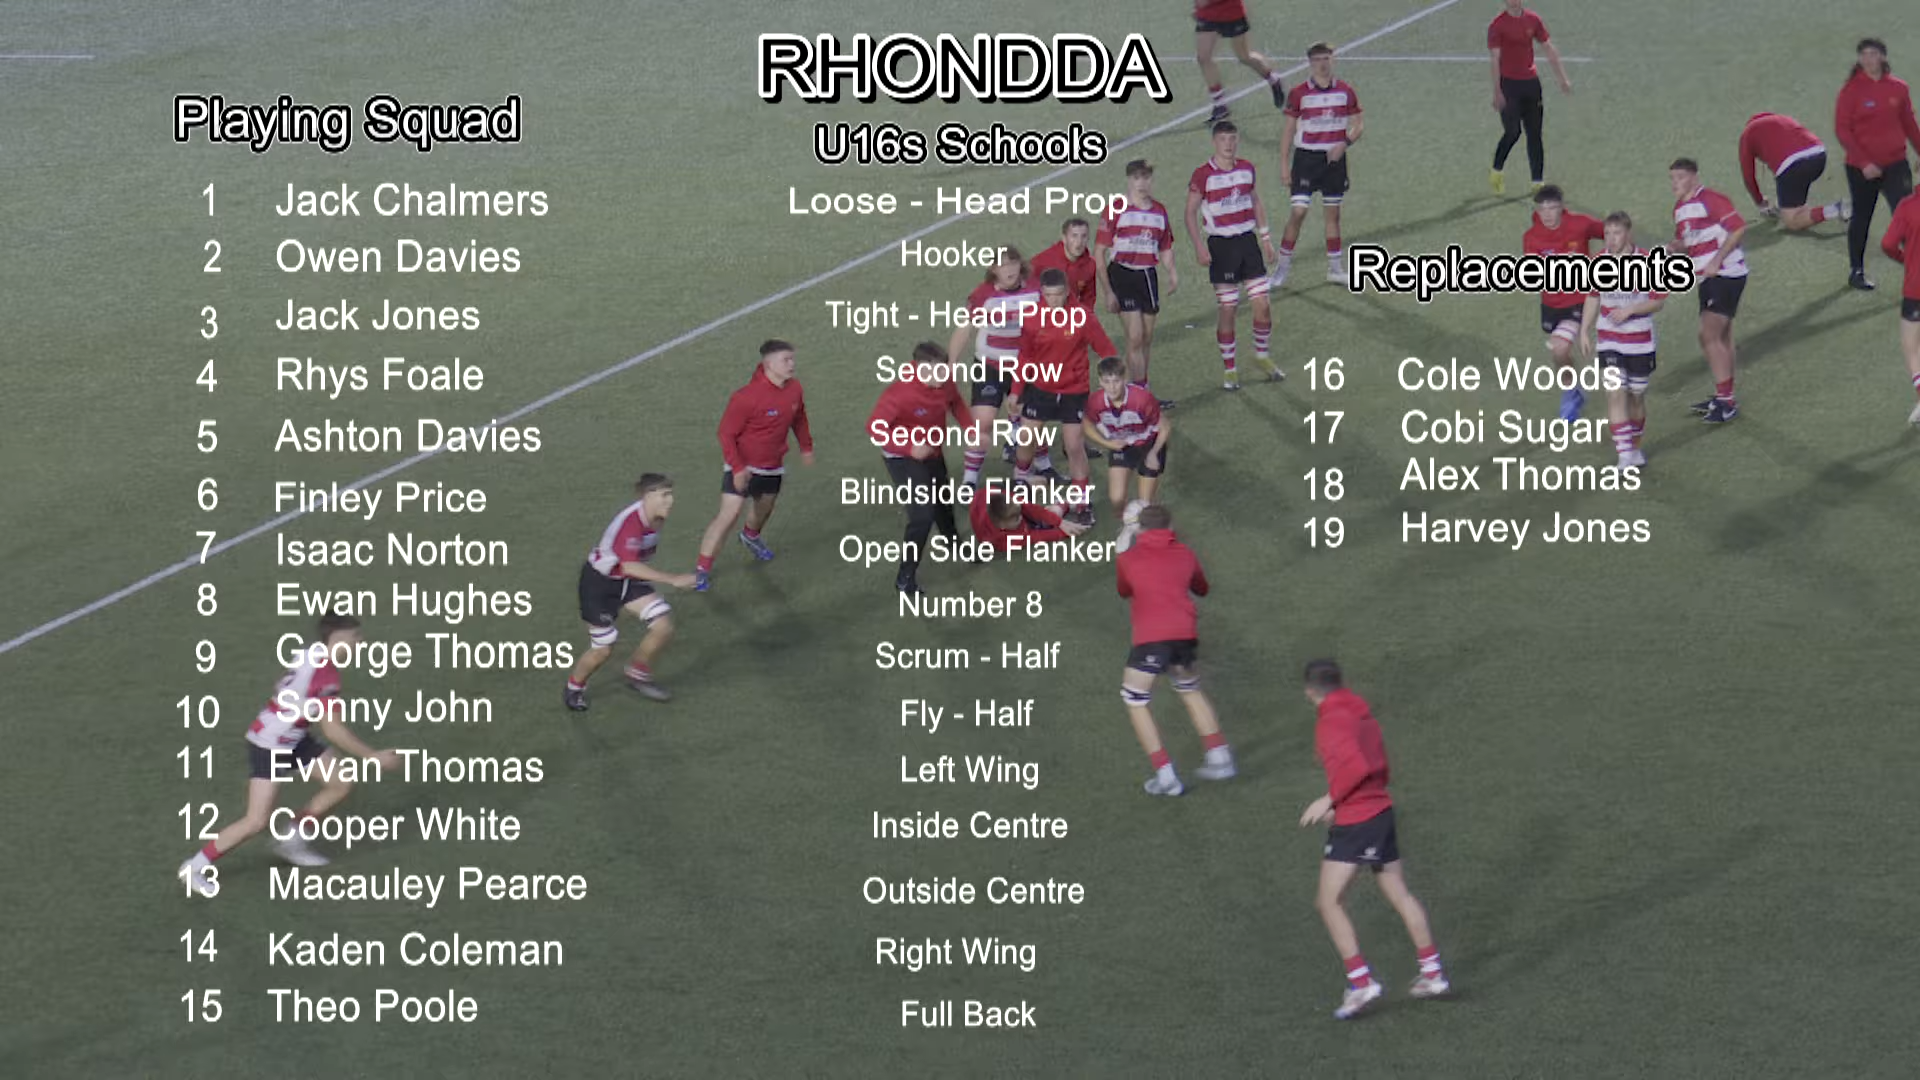 RHONDDA
U16s Schools
Playing Squad
1 Jack Chalmers Loose - Head Prop
2 Owen Davies Hooker
3 Jack Jones Tight - Head Prop
4 Rhys Foale Second Row
5 Ashton Davies Second Row
6 Finley Price Blindside Flanker
7 Isaac Norton Open Side Flanker
8 Ewan Hughes Number 8
9 George Thomas Scrum - Half
10 Sonny John Fly - Half
11 Evvan Thomas Left Wing
12 Cooper White Inside Centre
13 Macauley Pearce Outside Centre
14 Kaden Coleman Right Wing
15 Theo Poole Full Back
Replacements
16 Cole Woods
17 Cobi Sugar
18 Alex Thomas
19 Harvey Jones